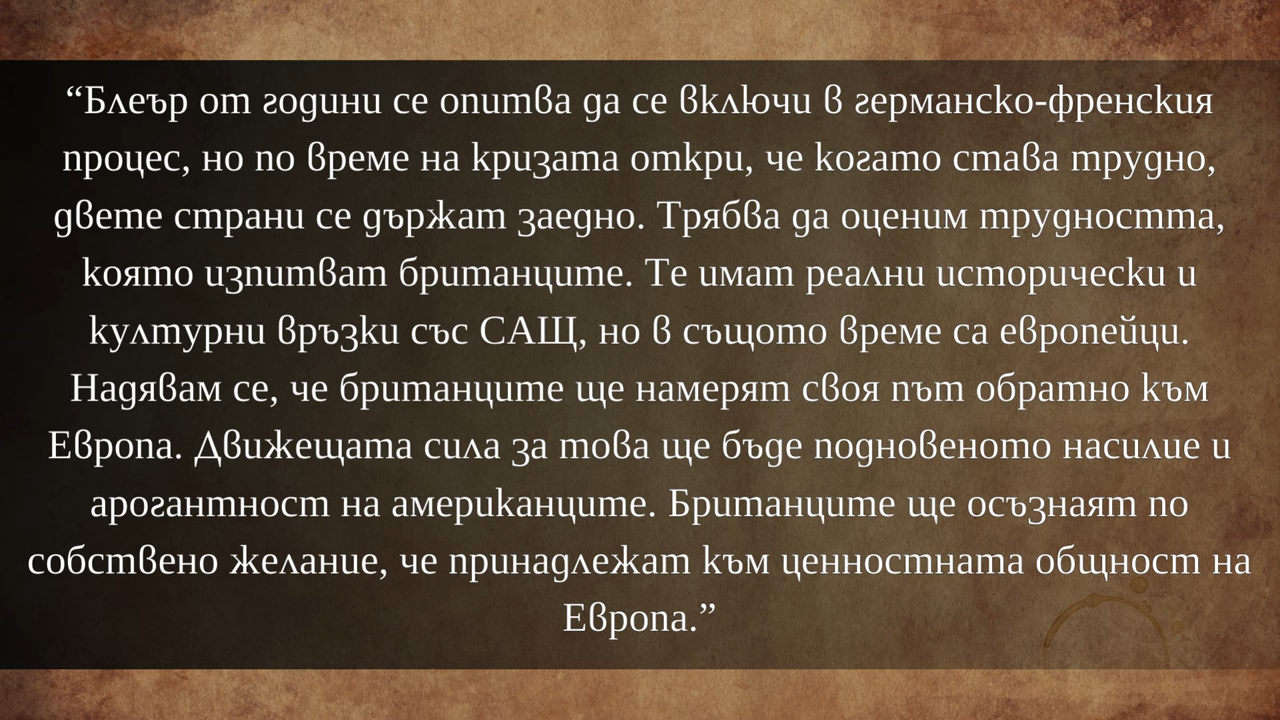 “Блеър от години се опитва да се включи в германско-френския
процес, но по време на кризата откри, че когато става трудно,
двете страни се държат заедно. Трябва да оценим трудността,
която изпитват британците. Те имат реални исторически и
културни връзки със САЩ, но в същото време са европейци.
Надявам се, че британците ще намерят своя път обратно към
Европа. Движещата сила за това ще бъде подновеното насилие и
арогантност на американците. Британците ще осъзнаят по
собствено желание, че принадлежат към ценностната общност на
Европа.”